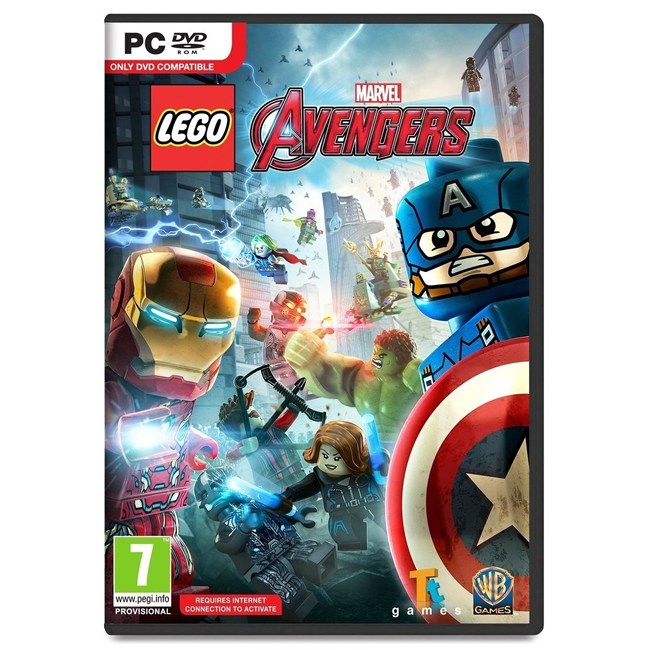 PC DVD ROM
ONLY DVD COMPATIBLE
LEGO
MARVEL
AVENGERS
A
7
www.pegi.info
PROVISIONAL
REQUIRES INTERNET
CONNECTION TO ACTIVATE
Tt
games
WB
GAMES